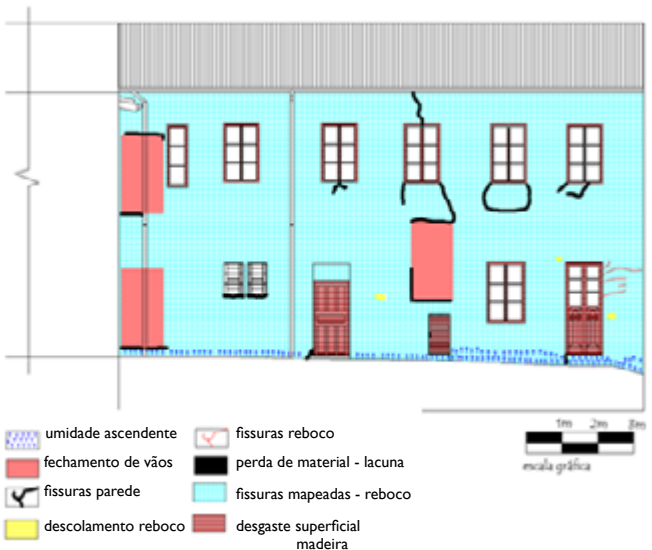 umidade ascendente
fissuras reboco
fechamento de vãos
perda de material - lacuna
fissuras parede
fissuras mapeadas - reboco
descolamento reboco
desgaste superficial
madeira
1m 2m 3m
escala gráfica